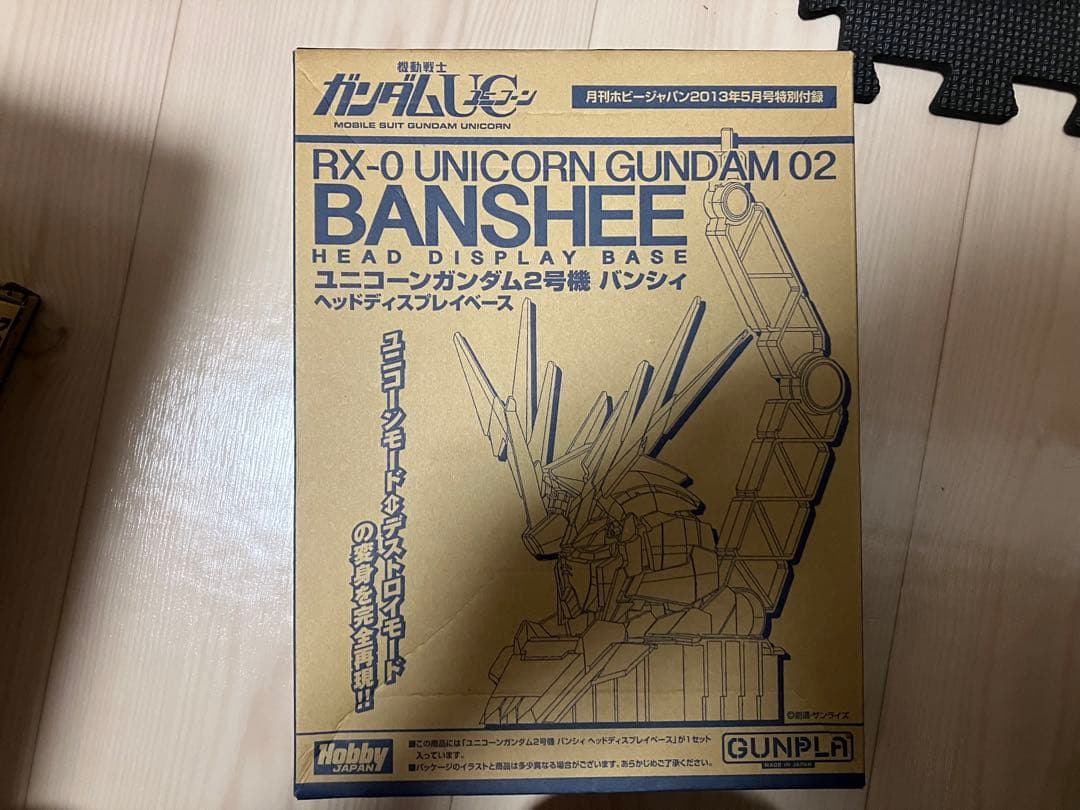 機動戦士
ガンダムUC
ユニコーン
MOBILE SUIT GUNDAM UNICORN
月刊ホビージャパン2013年5月号特別付録
RX-0 UNICORN GUNDAM 02
BANSHEE
HEAD DISPLAY BASE
ユニコーンガンダム2号機 バンシィ
ヘッドディスプレイベース
ユニコーンモード⇔デストロイモード
の変身を完全再現!!
©創通・サンライズ
Hobby
JAPAN
■この商品には「ユニコーンガンダム2号機 バンシィ ヘッドディスプレイベース」が1セット
入っています。
■パッケージのイラストと商品は多少異なる場合がございます、あらかじめご了承ください。
GUNPLA
MADE IN JAPAN